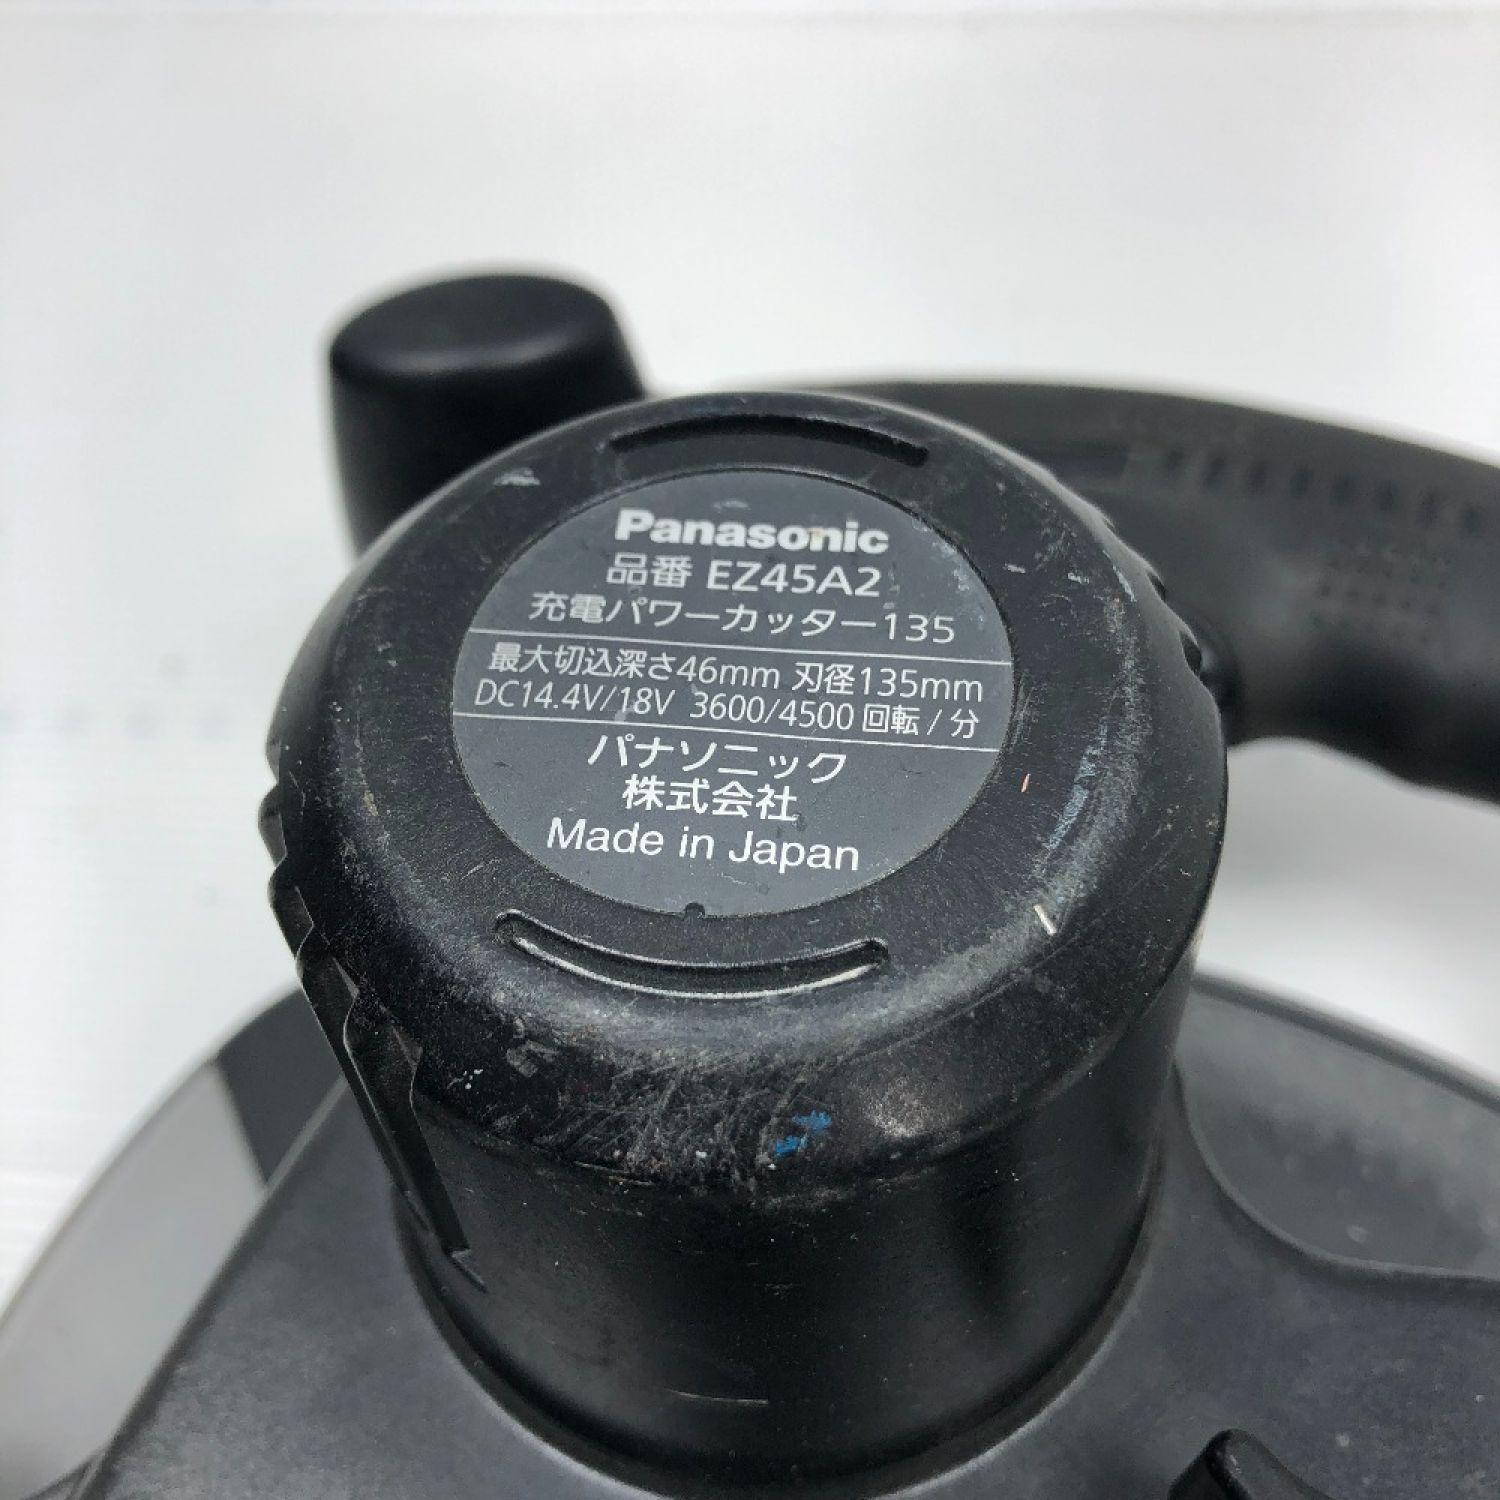 Panasonic
品番 EZ45A2
充電パワーカッター135
最大切込深さ46mm 刃径135mm
DC14.4V/18V 3600/4500 回転 / 分
パナソニック
株式会社
Made in Japan